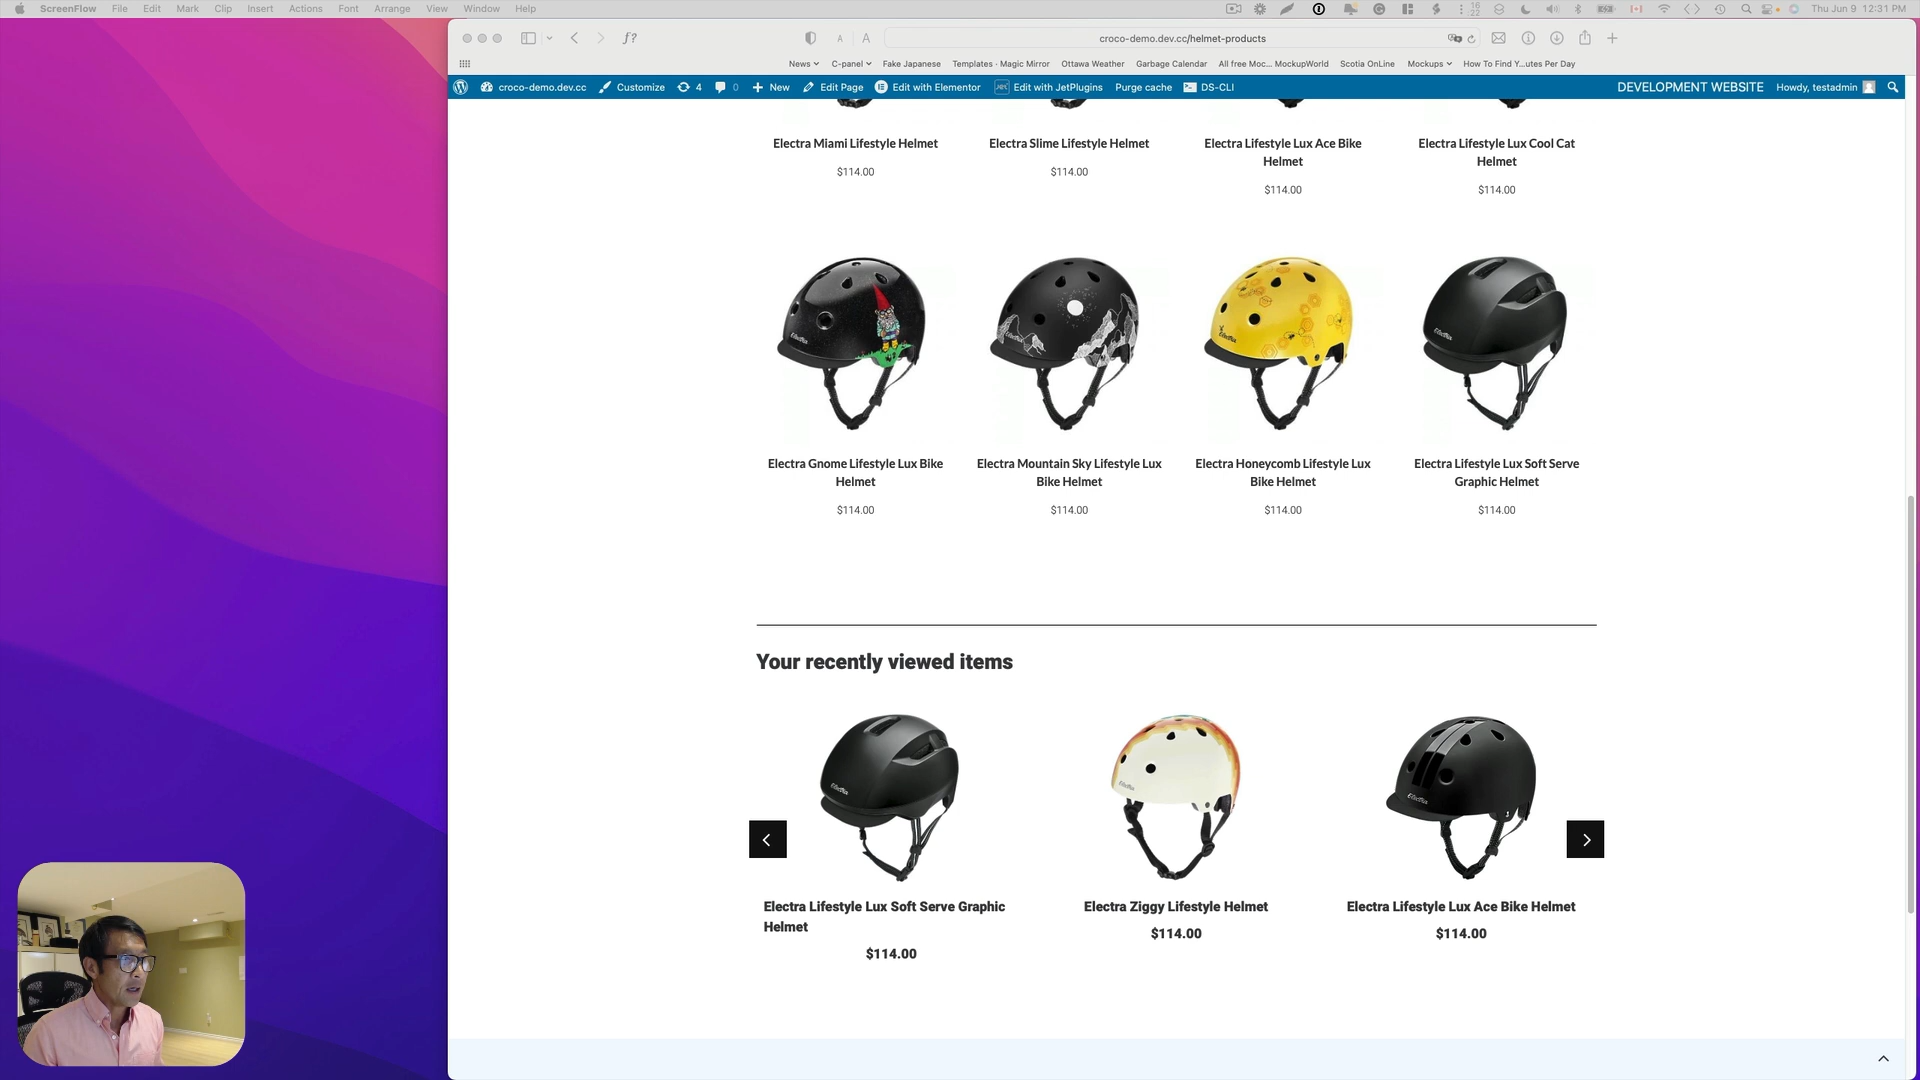 ScreenFlow File Edit Mark Clip Insert Actions Font Arrange View Window Help Thu Jun 9 12:31 PM
croco-demo.dev.cc/helmet-products
News C-panel Fake Japanese Templates · Magic Mirror Ottawa Weather Garbage Calendar All free Moc... MockupWorld Scotia OnLine Mockups How To Find Y...utes Per Day
croco-demo.dev.cc Customize 4 0 New Edit Page Edit with Elementor Edit with JetPlugins Purge cache DS-CLI DEVELOPMENT WEBSITE Howdy, testadmin
Electra Miami Lifestyle Helmet
$114.00
Electra Slime Lifestyle Helmet
$114.00
Electra Lifestyle Lux Ace Bike
Helmet
$114.00
Electra Lifestyle Lux Cool Cat
Helmet
$114.00
Electra Gnome Lifestyle Lux Bike
Helmet
$114.00
Electra Mountain Sky Lifestyle Lux
Bike Helmet
$114.00
Electra Honeycomb Lifestyle Lux
Bike Helmet
$114.00
Electra Lifestyle Lux Soft Serve
Graphic Helmet
$114.00
Your recently viewed items
Electra Lifestyle Lux Soft Serve Graphic
Helmet
$114.00
Electra Ziggy Lifestyle Helmet
$114.00
Electra Lifestyle Lux Ace Bike Helmet
$114.00